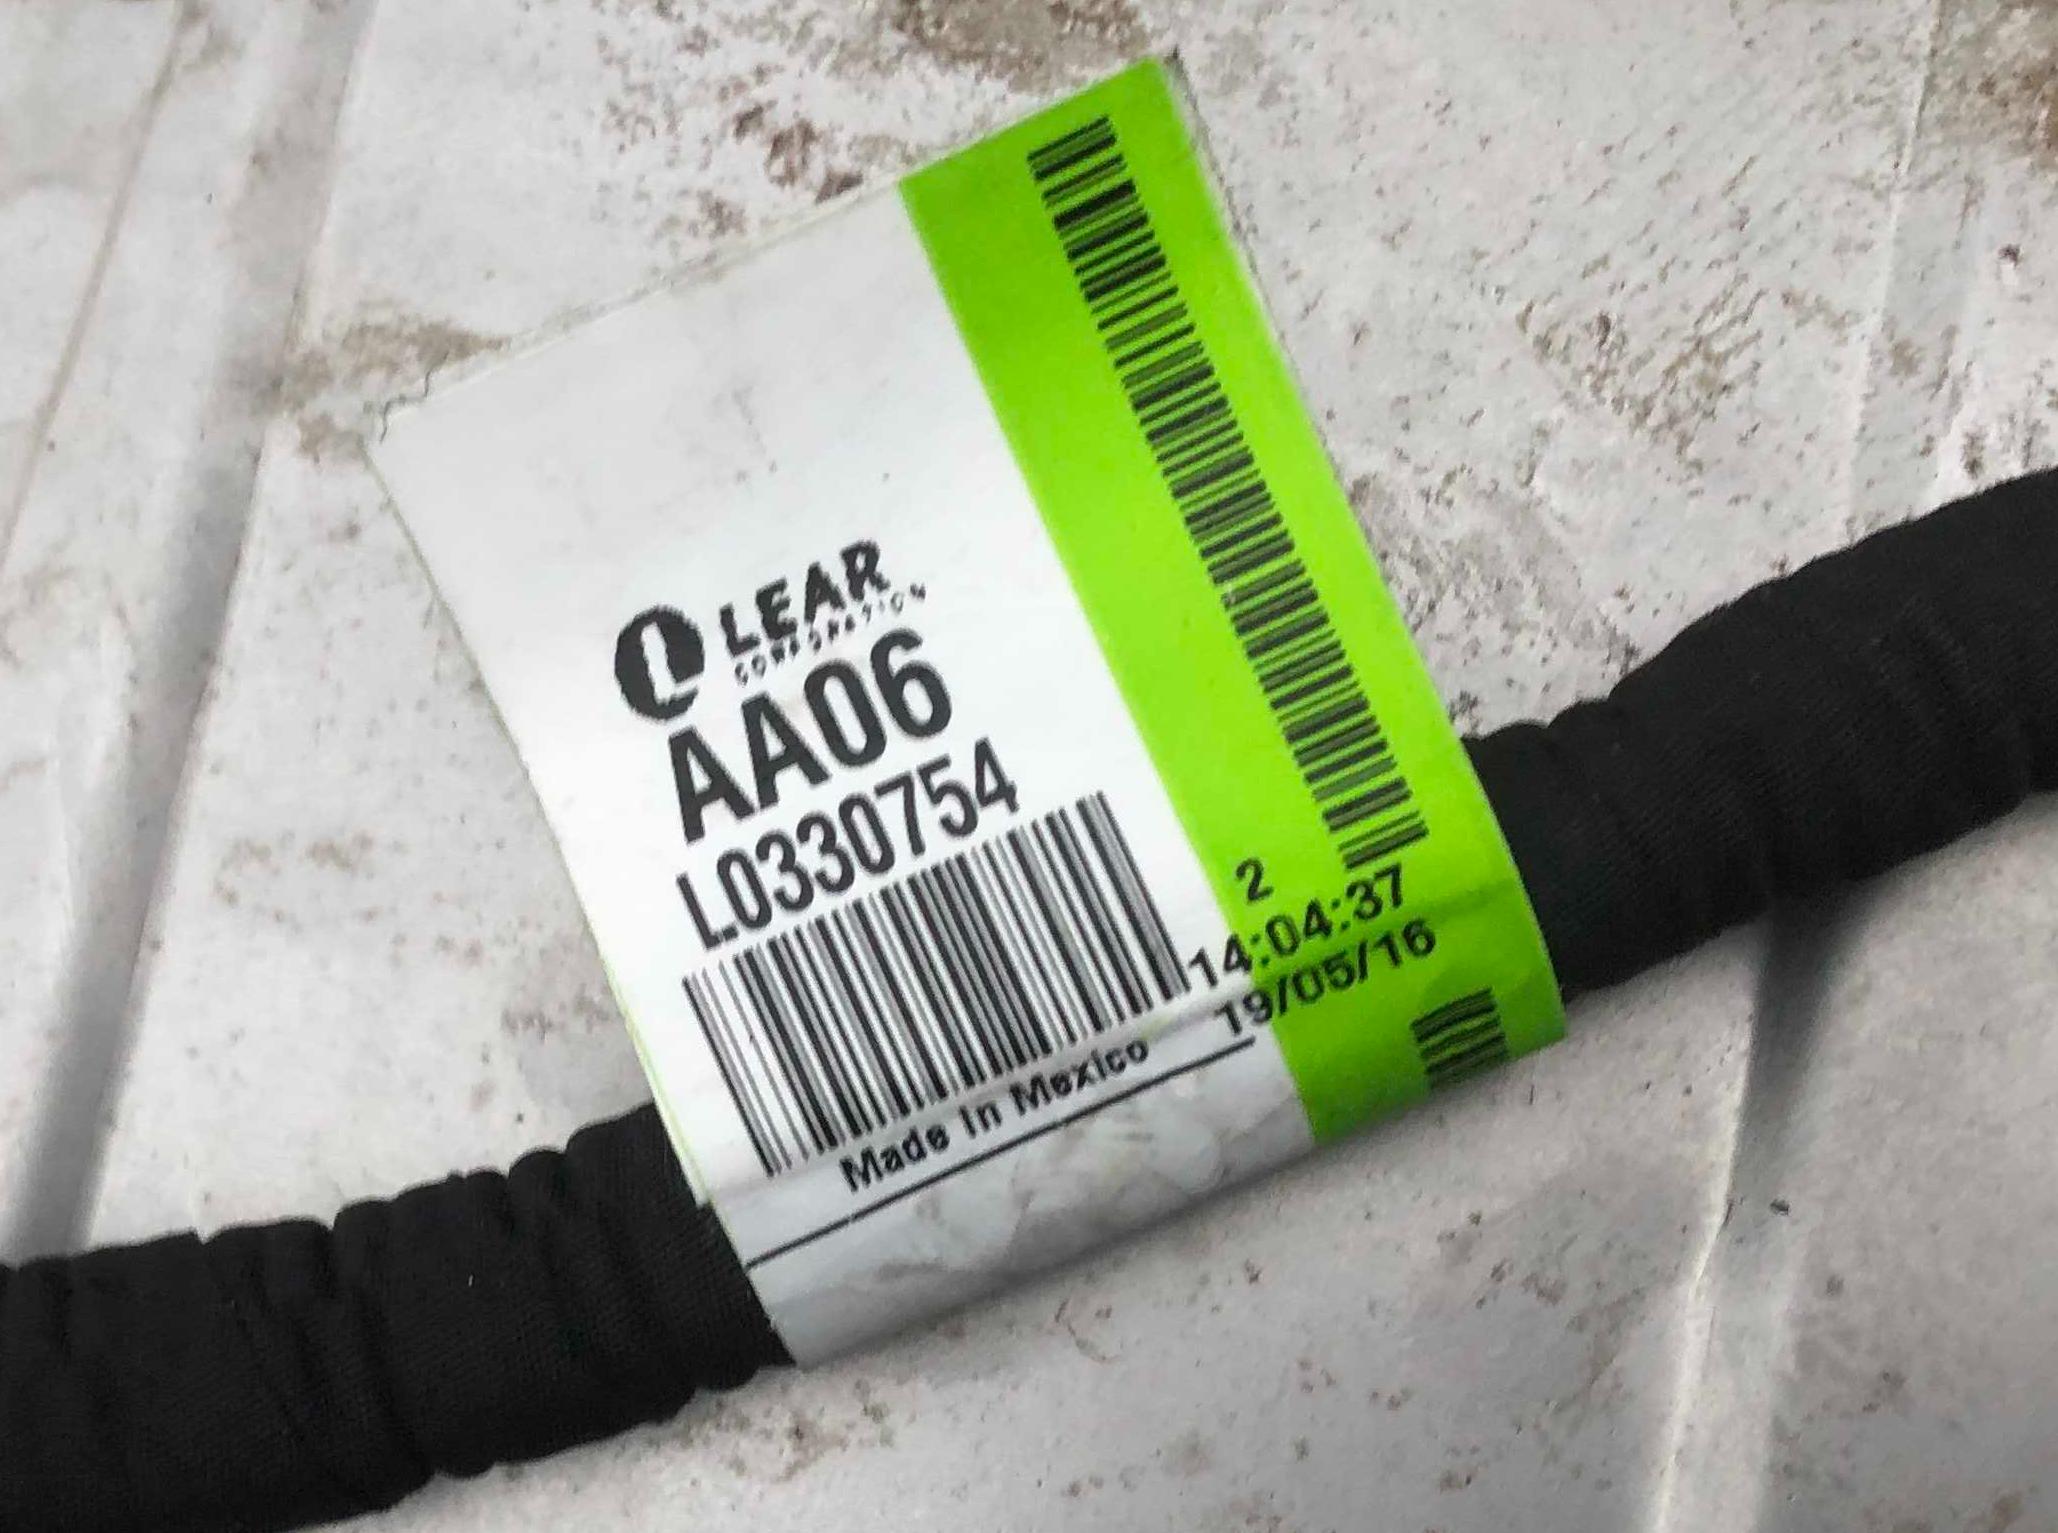 LEAR
CORPORATION
AA06
L0330754
2
14:04:37
19/05/16
Made In Mexico